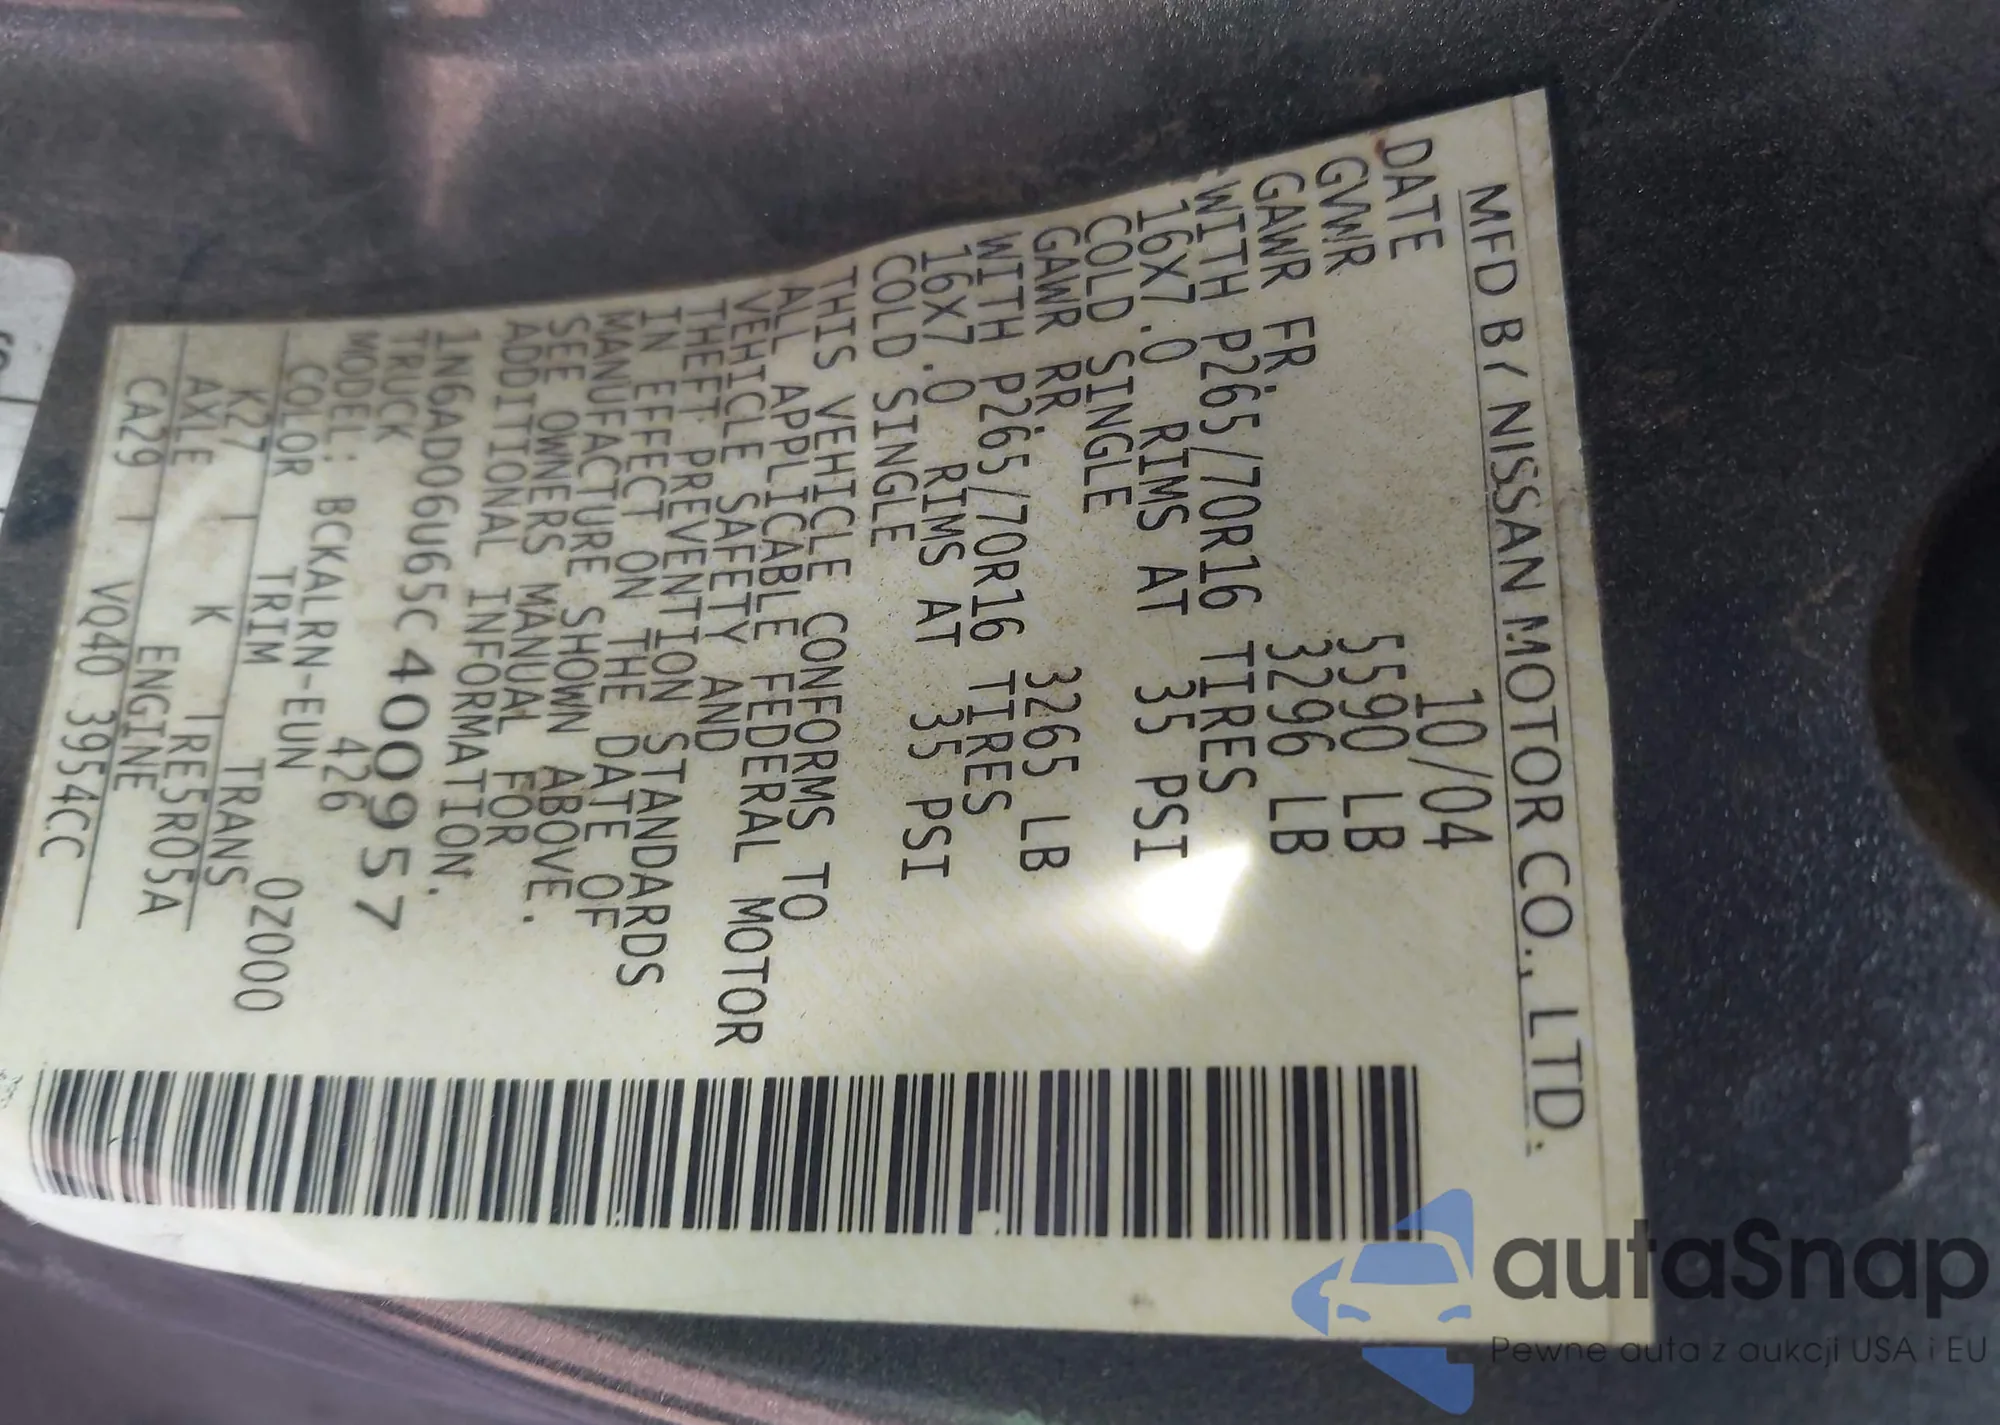 MFD BY NISSAN MOTOR CO., LTD.
DATE 10/04
GVWR 5590 LB
GAWR FR. 3296 LB
WITH P265/70R16 TIRES
16X7.0 RIMS AT 35 PSI
COLD SINGLE
GAWR RR. 3265 LB
WITH P265/70R16 TIRES
16X7.0 RIMS AT 35 PSI
COLD SINGLE
THIS VEHICLE CONFORMS TO
ALL APPLICABLE FEDERAL MOTOR
VEHICLE SAFETY AND
THEFT PREVENTION STANDARDS
IN EFFECT ON THE DATE OF
MANUFACTURE SHOWN ABOVE.
SEE OWNERS MANUAL FOR
ADDITIONAL INFORMATION.
1N6AD06U65C400957
TRUCK 426
MODEL: BCKALRN-EUN 0Z000
COLOR TRIM TRANS
K27 K RE5R05A
AXLE ENGINE
CA29 VQ40 3954CC
autaSnap
Pewne auta z aukcji USA i EU